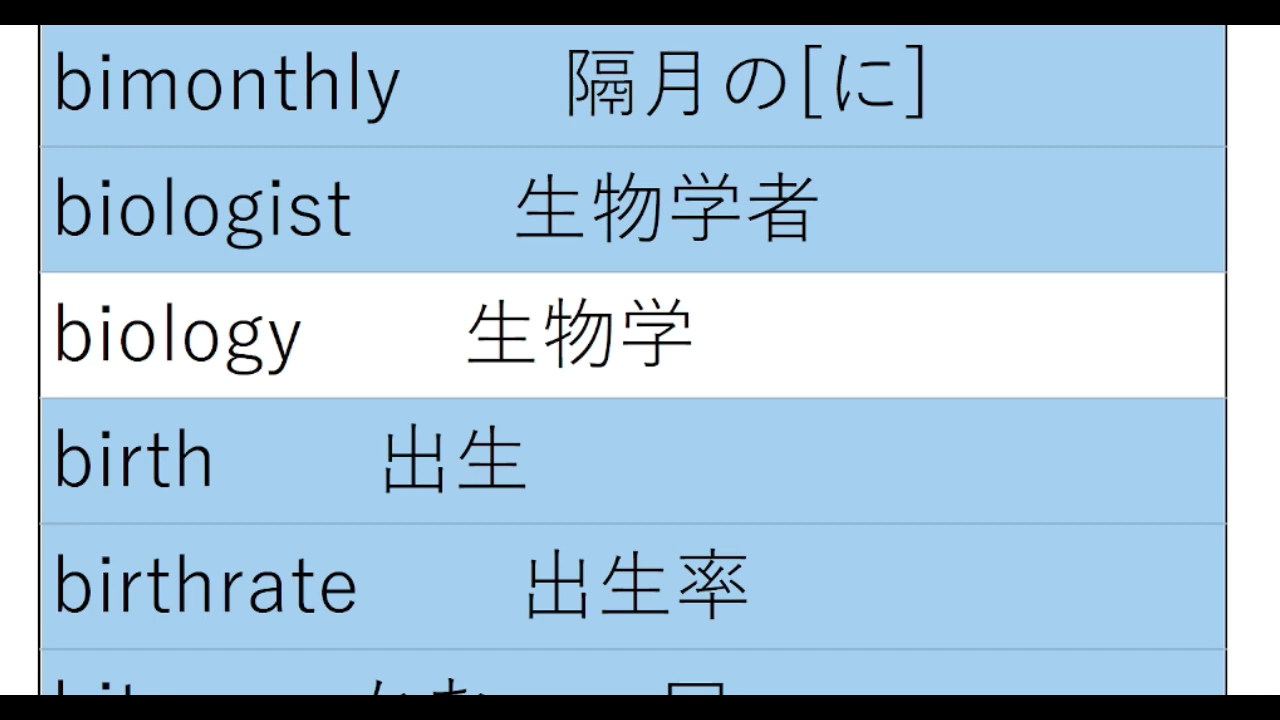 bimonthly 隔月の[に]
biologist 生物学者
biology 生物学
birth 出生
birthrate 出生率